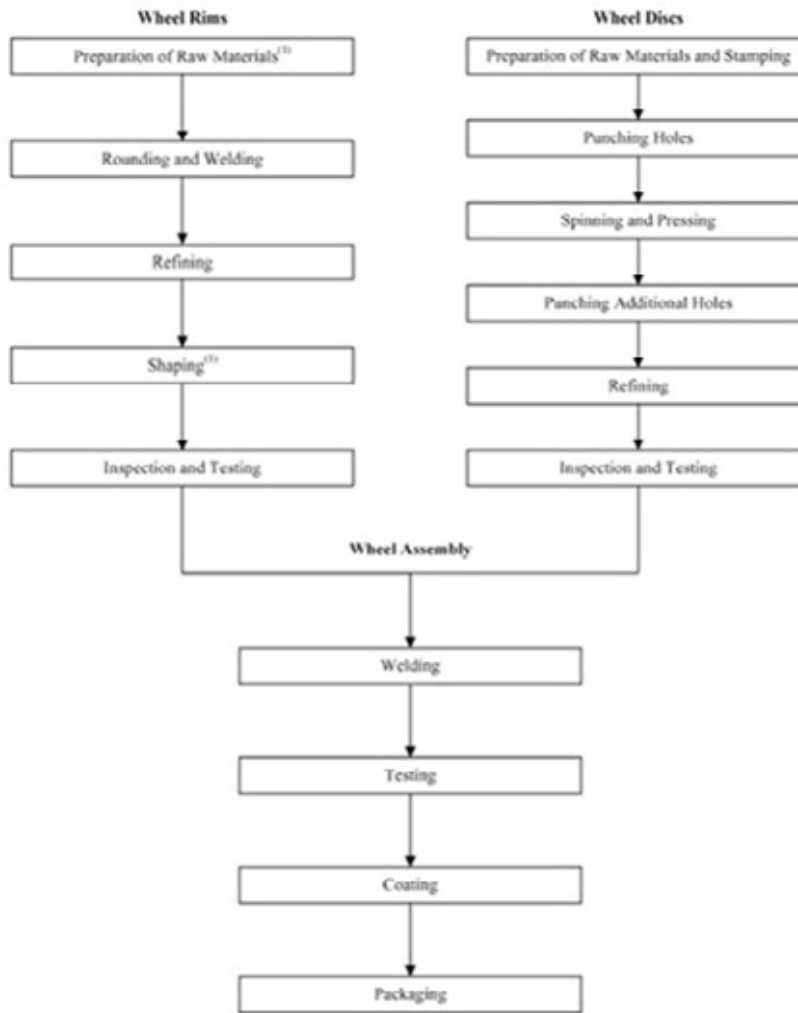 Wheel Rims
Preparation of Raw Materials(1)
Rounding and Welding
Refining
Shaping(1)
Inspection and Testing
Wheel Discs
Preparation of Raw Materials and Stamping
Punching Holes
Spinning and Pressing
Punching Additional Holes
Refining
Inspection and Testing
Wheel Assembly
Welding
Testing
Coating
Packaging